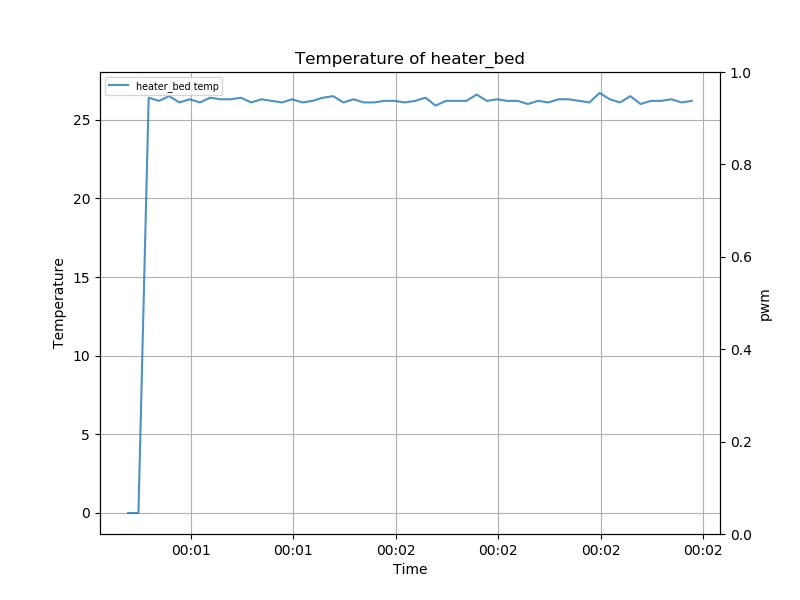 Temperature of heater_bed
heater_bed temp
25
20
15
10
5
0
Temperature
1.0
0.8
0.6
0.4
0.2
0.0
pwm
00:01 00:01 00:02 00:02 00:02 00:02
Time